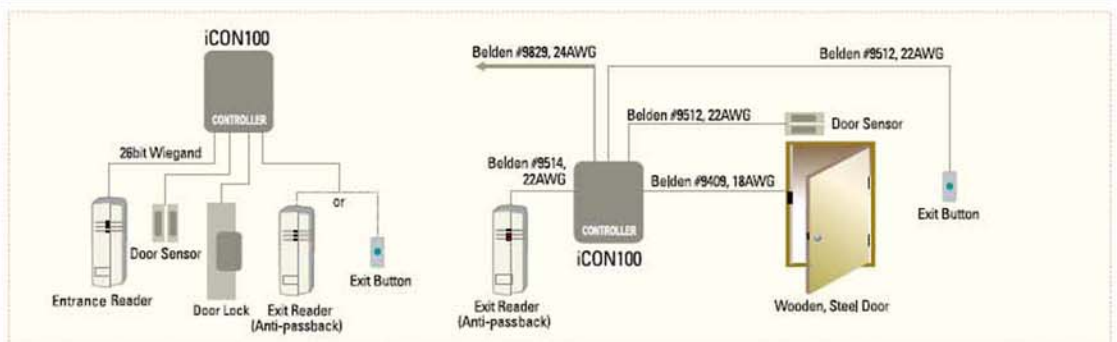 iCON100
CONTROLLER
26bit Wiegand
or
Entrance Reader
Door Sensor
Door Lock
Exit Reader
(Anti-passback)
Exit Button
Belden #9829, 24AWG
Belden #9512, 22AWG
Belden #9512, 22AWG
Door Sensor
Belden #9514,
22AWG
Belden #9409, 18AWG
CONTROLLER
iCON100
Exit Reader
(Anti-passback)
Wooden, Steel Door
Exit Button